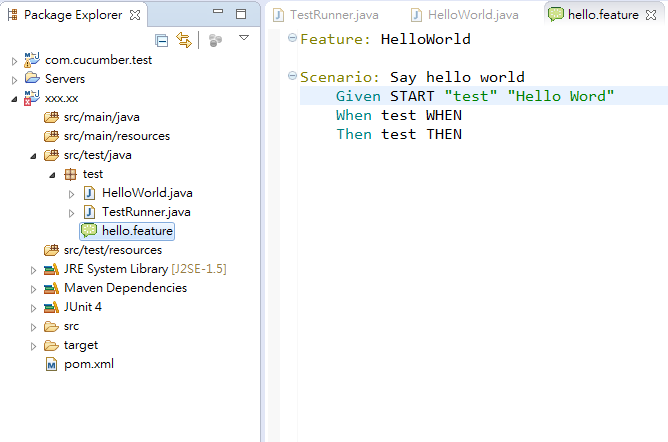 Package Explorer
com.cucumber.test
Servers
xxx.xx
src/main/java
src/main/resources
src/test/java
test
HelloWorld.java
TestRunner.java
hello.feature
src/test/resources
JRE System Library [J2SE-1.5]
Maven Dependencies
JUnit 4
src
target
pom.xml
TestRunner.java
HelloWorld.java
hello.feature
Feature: HelloWorld
Scenario: Say hello world
Given START "test" "Hello Word"
When test WHEN
Then test THEN